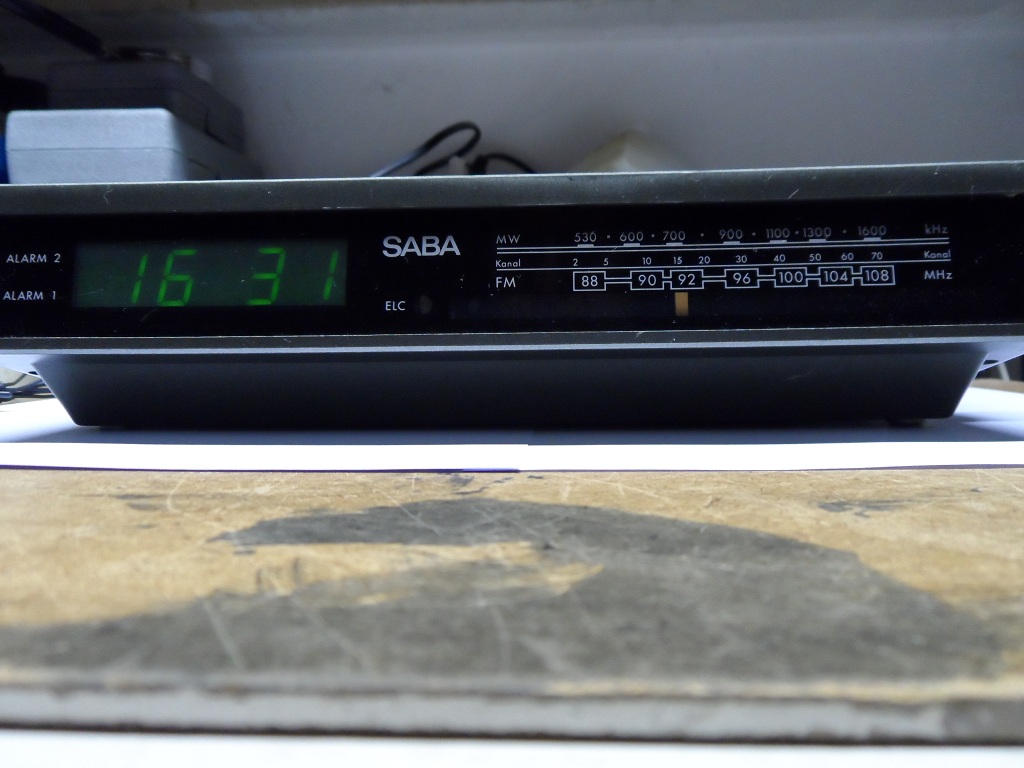 ALARM 2
ALARM 1
16 31
SABA
ELC
MW 530 · 600 · 700 · 900 · 1100 · 1300 · 1600 kHz
Kanal 2 5 10 15 20 30 40 50 60 70 Kanal
FM 88 90 92 96 100 104 108 MHz